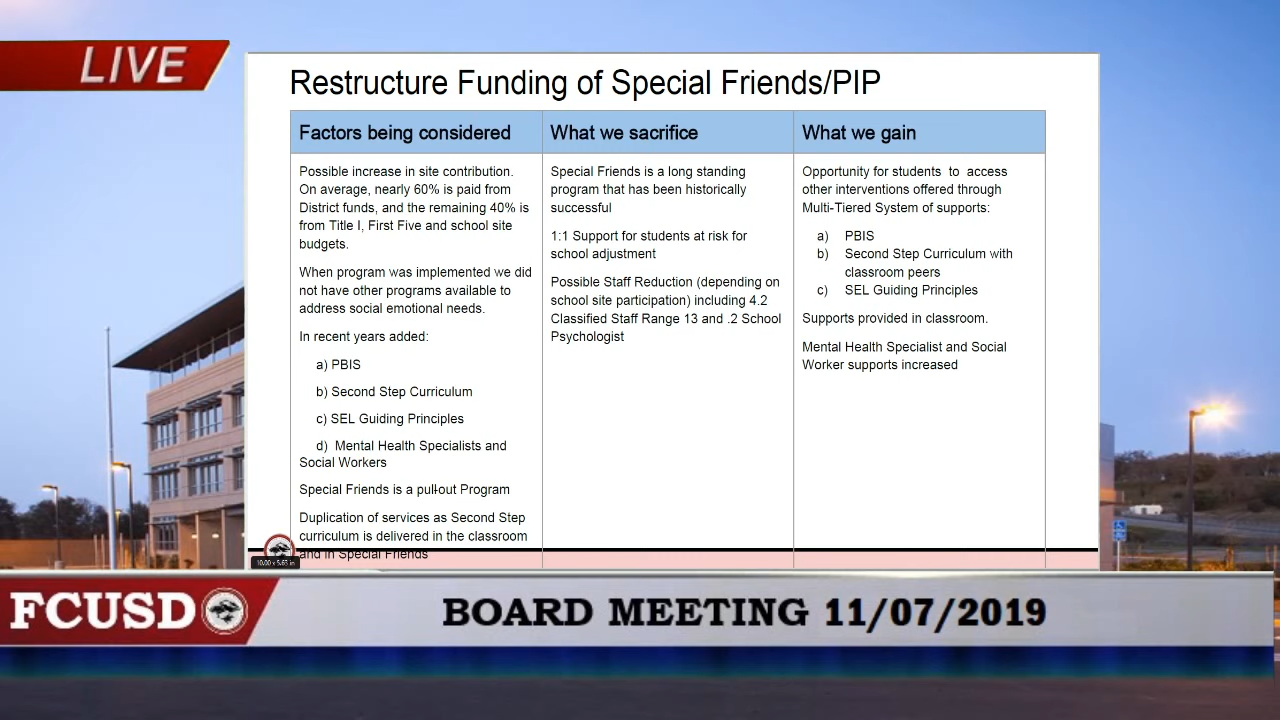 LIVE
Restructure Funding of Special Friends/PIP
Factors being considered
What we sacrifice
What we gain
Possible increase in site contribution.
On average, nearly 60% is paid from
District funds, and the remaining 40% is
from Title I, First Five and school site
budgets.
When program was implemented we did
not have other programs available to
address social emotional needs.
In recent years added:
a) PBIS
b) Second Step Curriculum
c) SEL Guiding Principles
d) Mental Health Specialists and
Social Workers
Special Friends is a pull-out Program
Duplication of services as Second Step
curriculum is delivered in the classroom
and in Special Friends
Special Friends is a long standing
program that has been historically
successful
1:1 Support for students at risk for
school adjustment
Possible Staff Reduction (depending on
school site participation) including 4.2
Classified Staff Range 13 and .2 School
Psychologist
Opportunity for students to access
other interventions offered through
Multi-Tiered System of supports:
a) PBIS
b) Second Step Curriculum with
classroom peers
c) SEL Guiding Principles
Supports provided in classroom.
Mental Health Specialist and Social
Worker supports increased
10.00 x 5.63 in
FCUSD
BOARD MEETING 11/07/2019